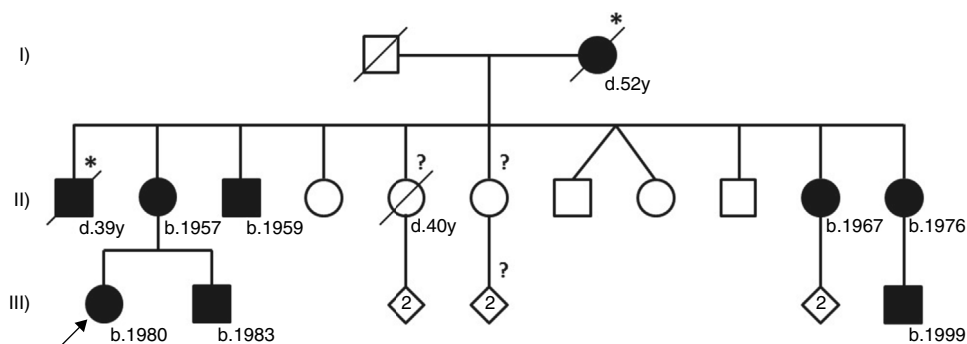 I)
*
d.52y
II)
*
?
?
d.39y
b.1957
b.1959
d.40y
b.1967
b.1976
III)
?
2
2
2
b.1980
b.1983
b.1999